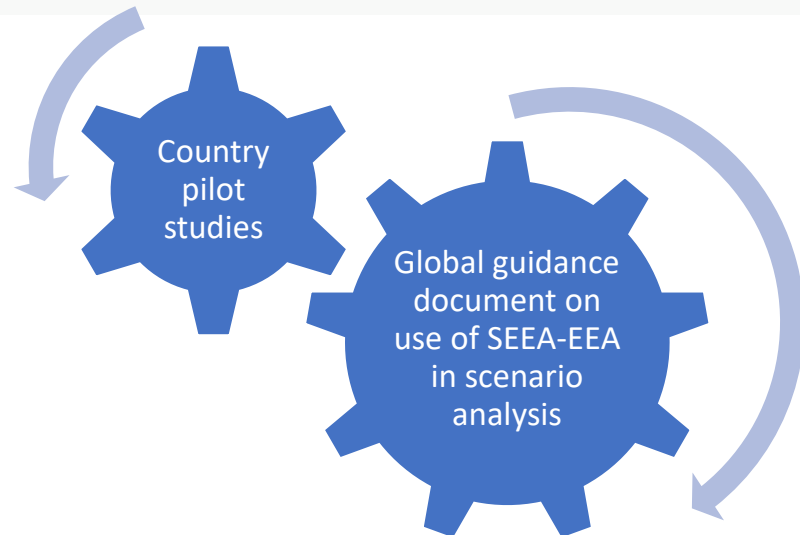 Country
pilot
studies
Global guidance
document on
use of SEEA-EEA
in scenario
analysis